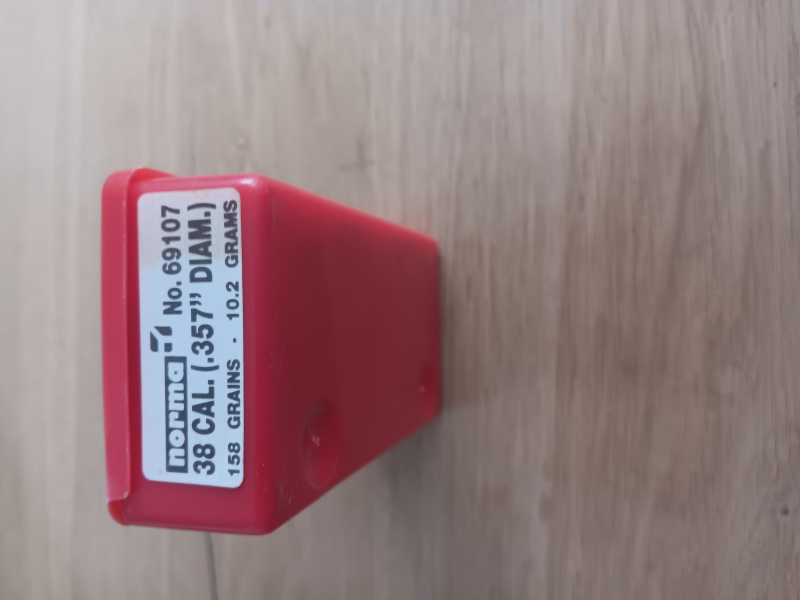 norma No. 69107
38 CAL. (.357” DIAM.)
158 GRAINS - 10.2 GRAMS